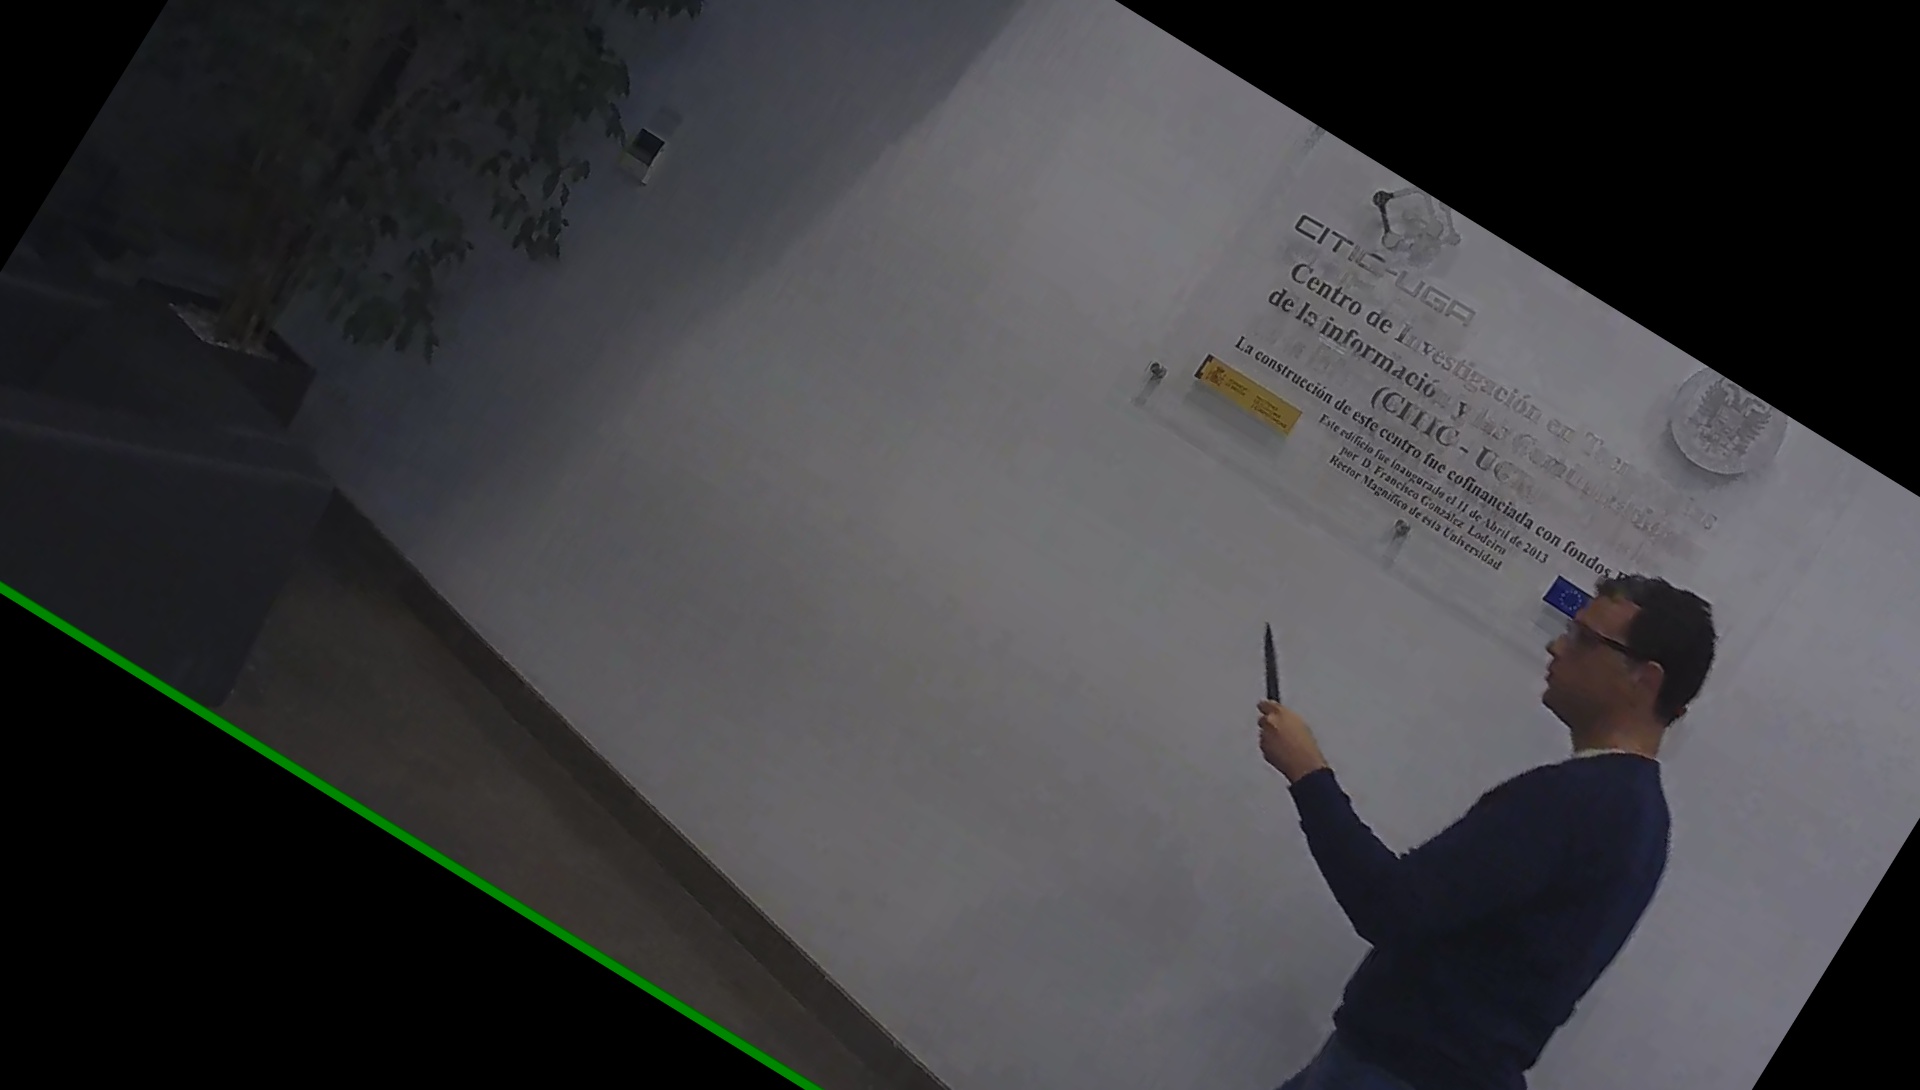 CITIC-UGR
Centro de Investigación en
de la información y las
(CITIC - UGR)
La construcción de este centro fue cofinanciada con fondos
Este edificio fue inaugurado el 11 de Abril de 2013
por D. Francisco González Lodeiro
Rector Magnífico de esta Universidad